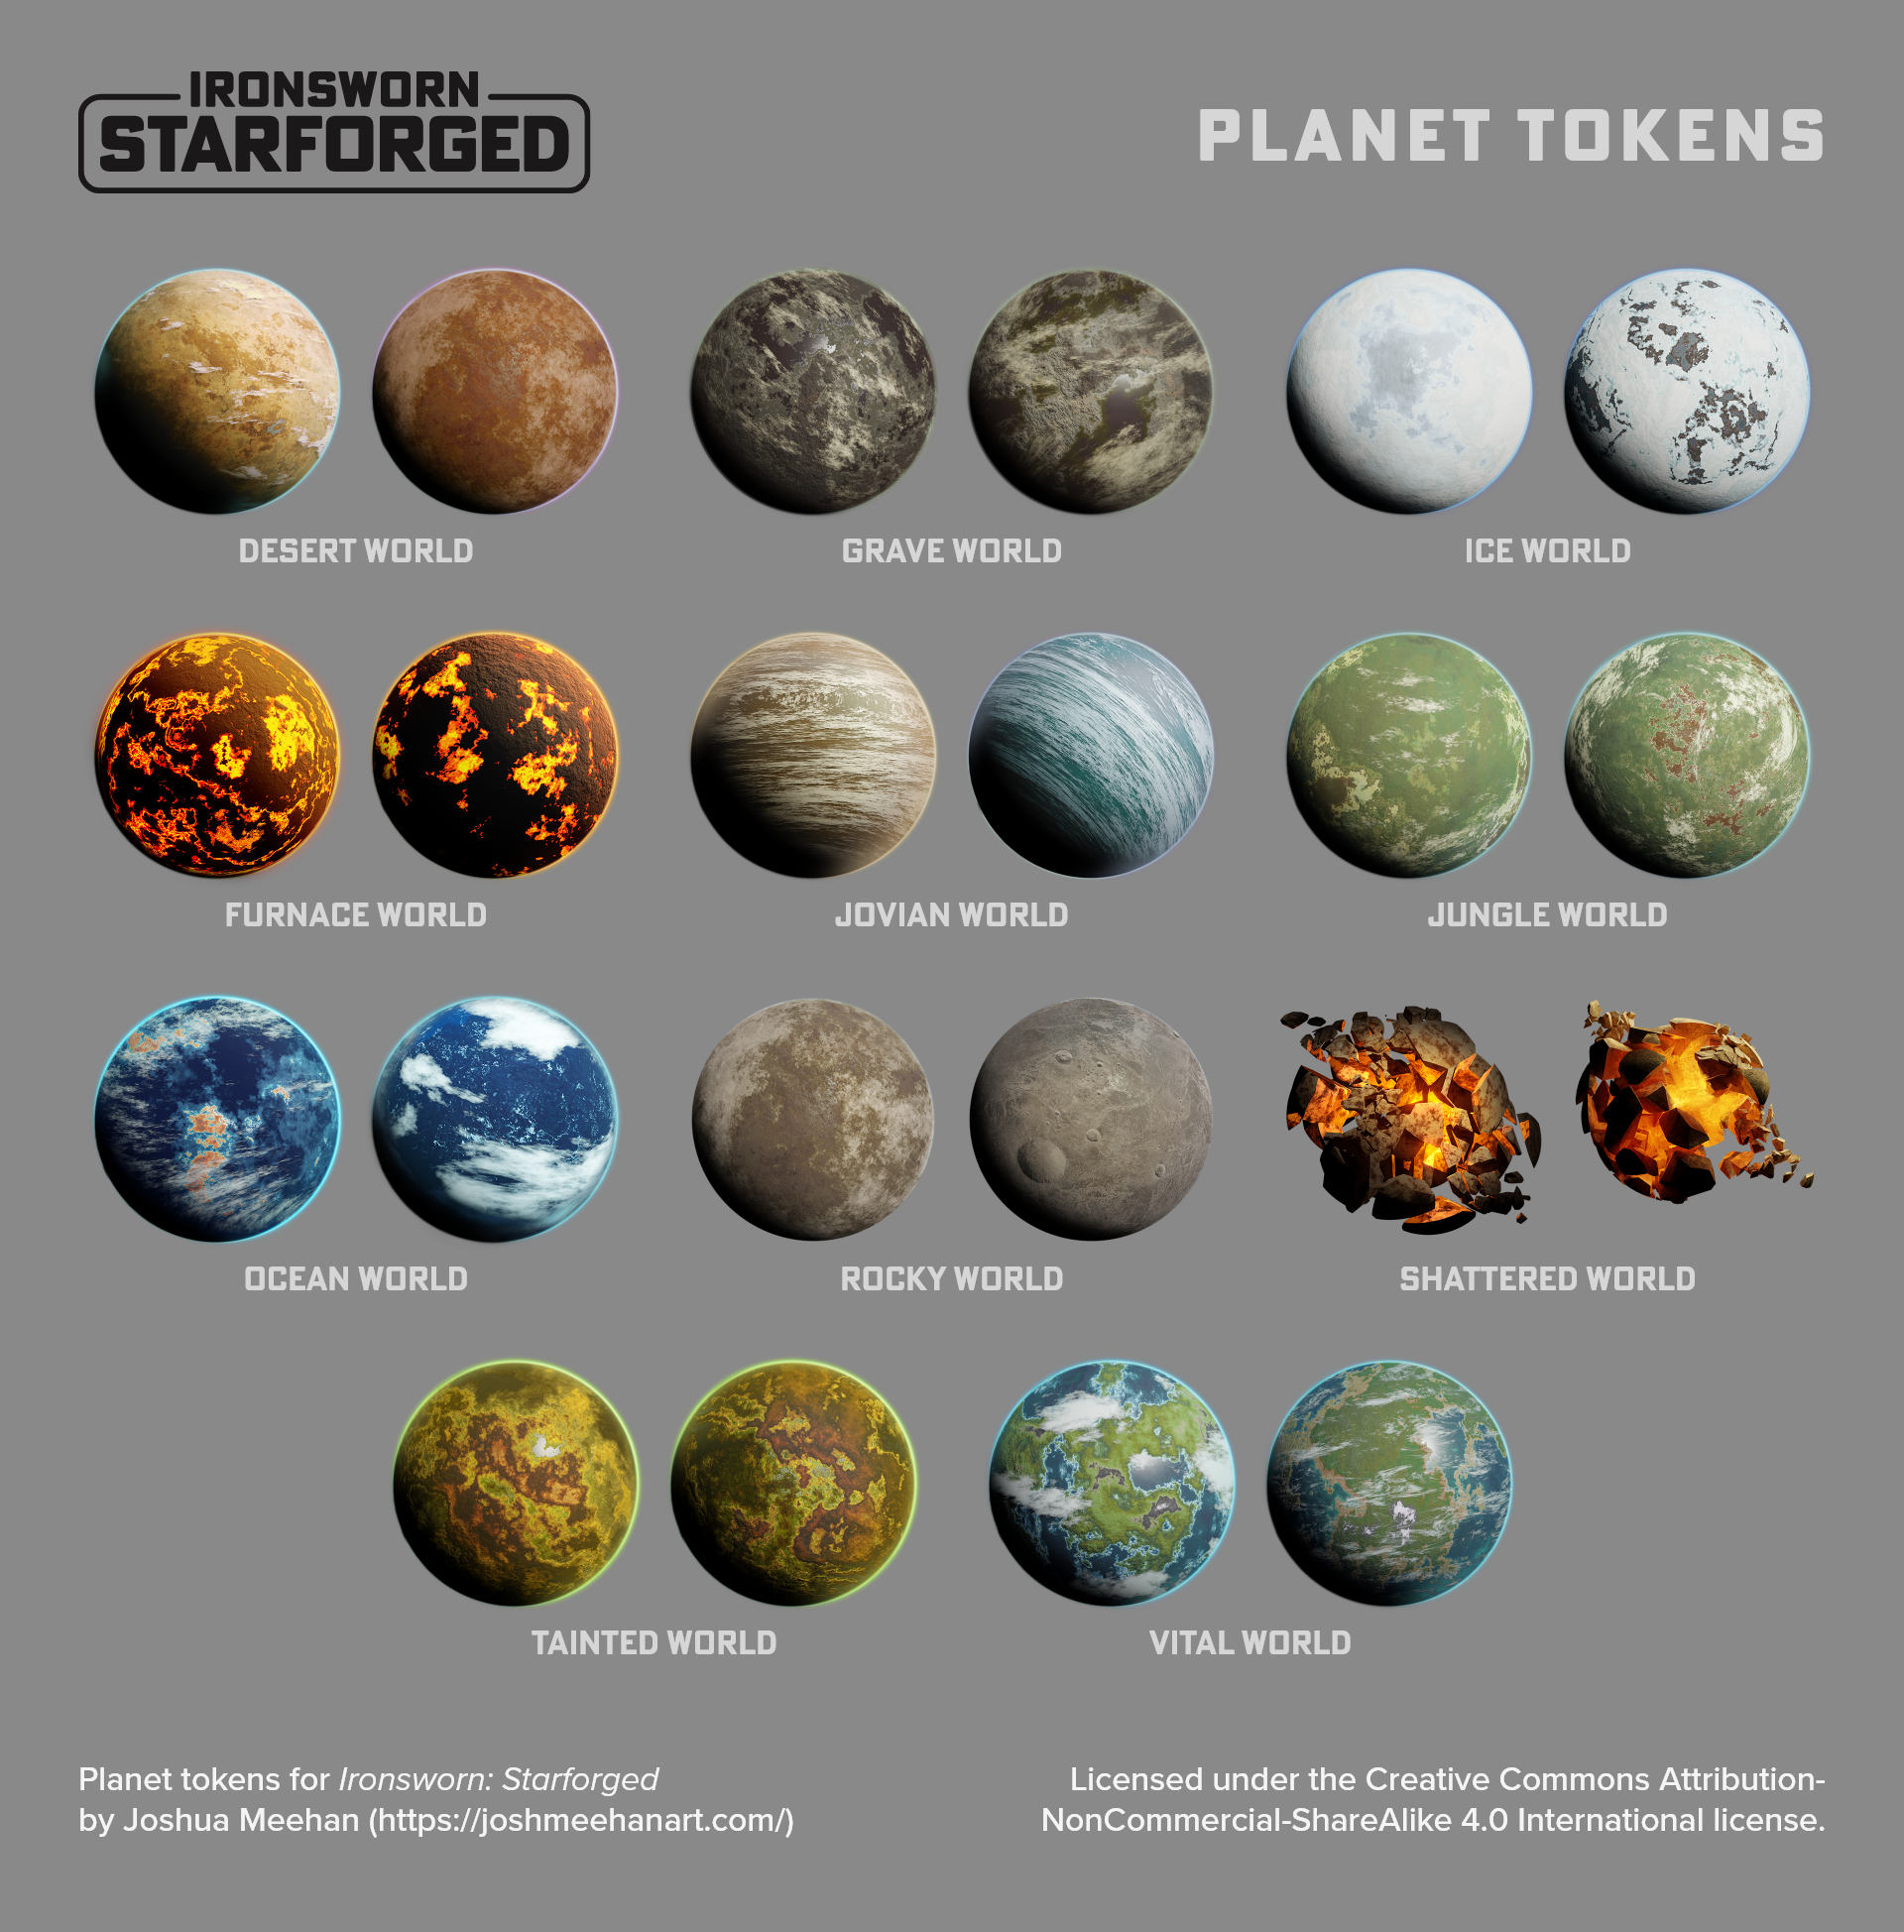 IRONSWORN
STARFORGED
PLANET TOKENS
DESERT WORLD
GRAVE WORLD
ICE WORLD
FURNACE WORLD
JOVIAN WORLD
JUNGLE WORLD
OCEAN WORLD
ROCKY WORLD
SHATTERED WORLD
TAINTED WORLD
VITAL WORLD
Planet tokens for Ironsworn: Starforged
by Joshua Meehan (https://joshmeehanart.com/)
Licensed under the Creative Commons Attribution-
NonCommercial-ShareAlike 4.0 International license.